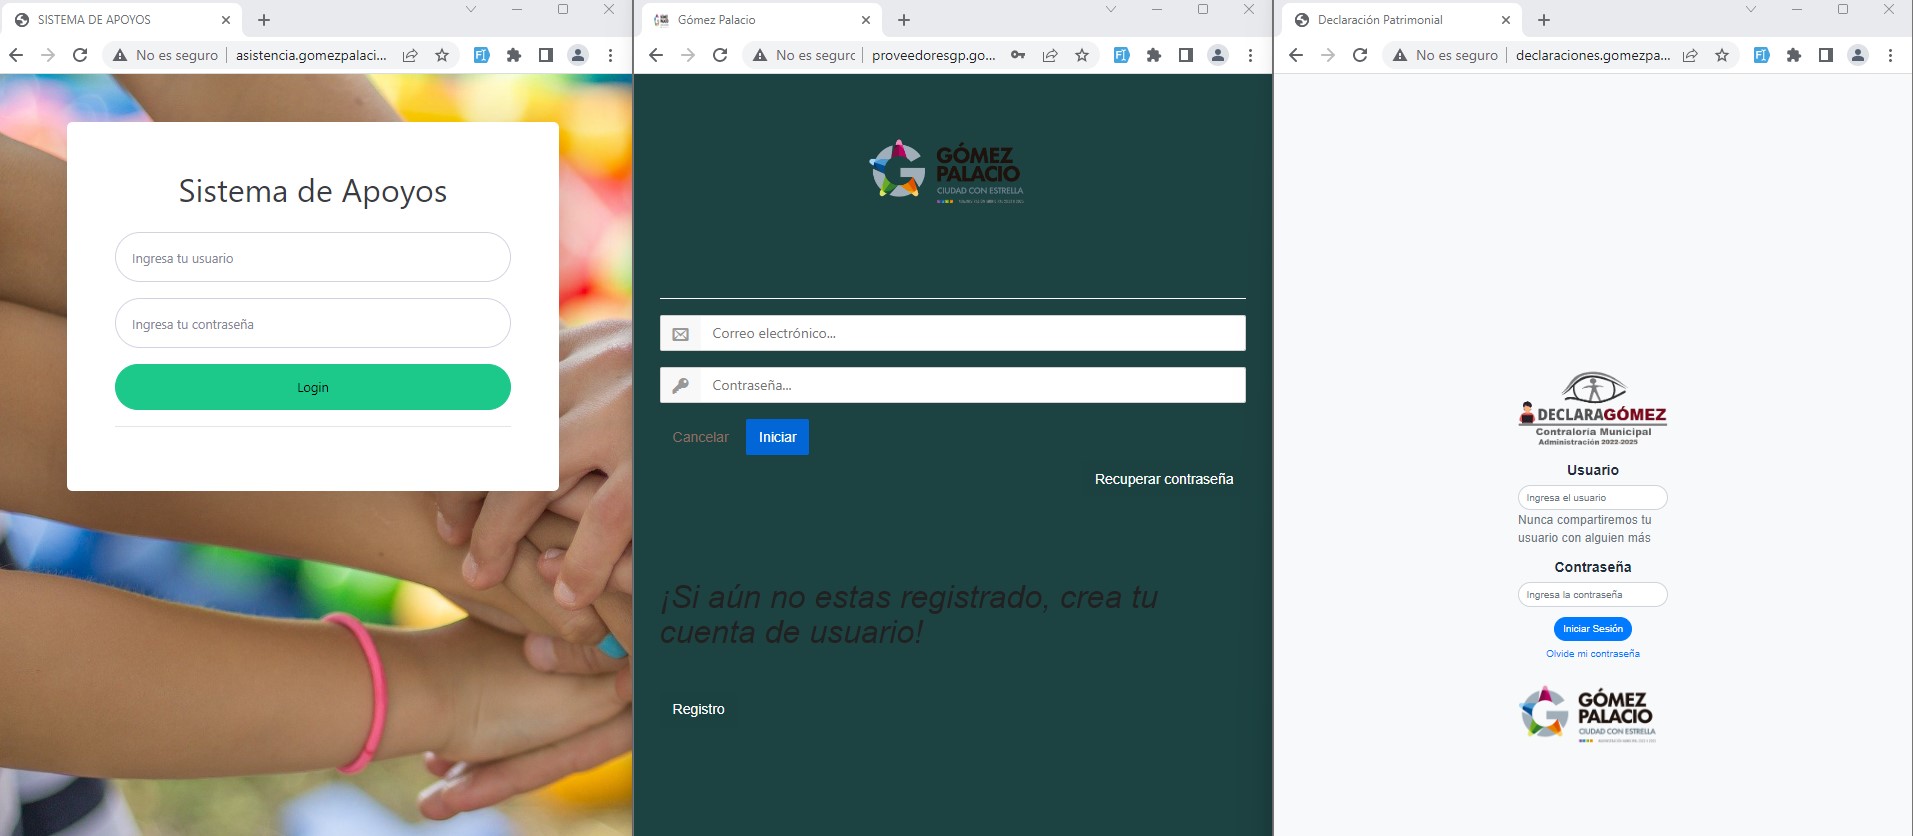 SISTEMA DE APOYOS
No es seguro
asistencia.gomezpalaci...
Sistema de Apoyos
Ingresa tu usuario
Ingresa tu contraseña
Login
Gómez Palacio
No es seguro
proveedoresgp.go...
GÓMEZ
PALACIO
CIUDAD CON ESTRELLA
Correo electrónico...
Contraseña...
Cancelar
Iniciar
Recuperar contraseña
¡Si aún no estas registrado, crea tu
cuenta de usuario!
Registro
Declaración Patrimonial
No es seguro
declaraciones.gomezpa...
DECLARAGÓMEZ
Contraloría Municipal
Administración 2022-2025
Usuario
Ingresa el usuario
Nunca compartiremos tu
usuario con alguien más
Contraseña
Ingresa la contraseña
Iniciar Sesión
Olvide mi contraseña
GÓMEZ
PALACIO
CIUDAD CON ESTRELLA